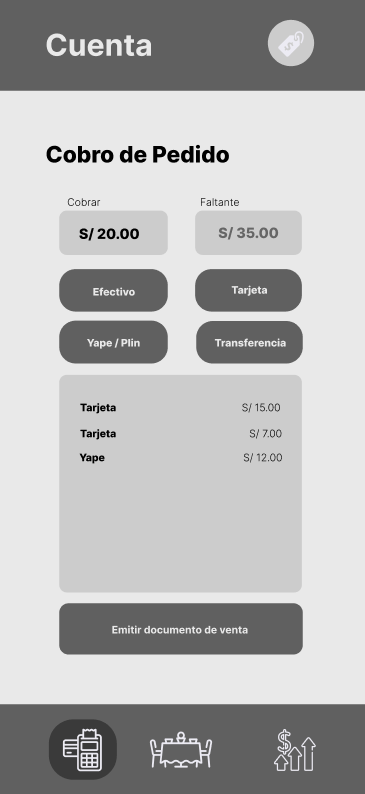 Cuenta
Cobro de Pedido
Cobrar Faltante
S/ 20.00 S/ 35.00
Efectivo Tarjeta
Yape / Plin Transferencia
Tarjeta S/ 15.00
Tarjeta S/ 7.00
Yape S/ 12.00
Emitir documento de venta